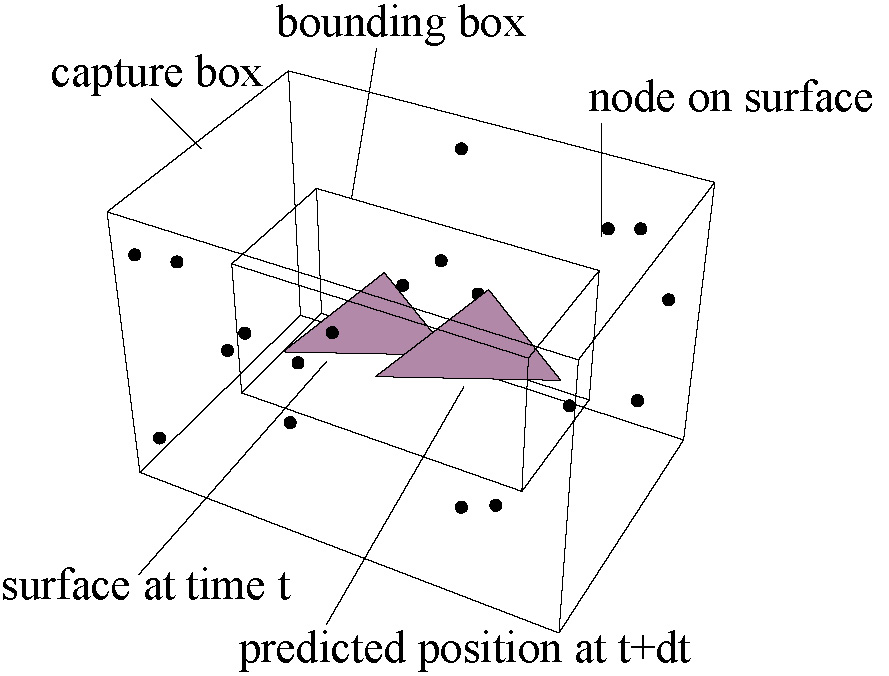 bounding box
capture box
node on surface
surface at time t
predicted position at t+dt